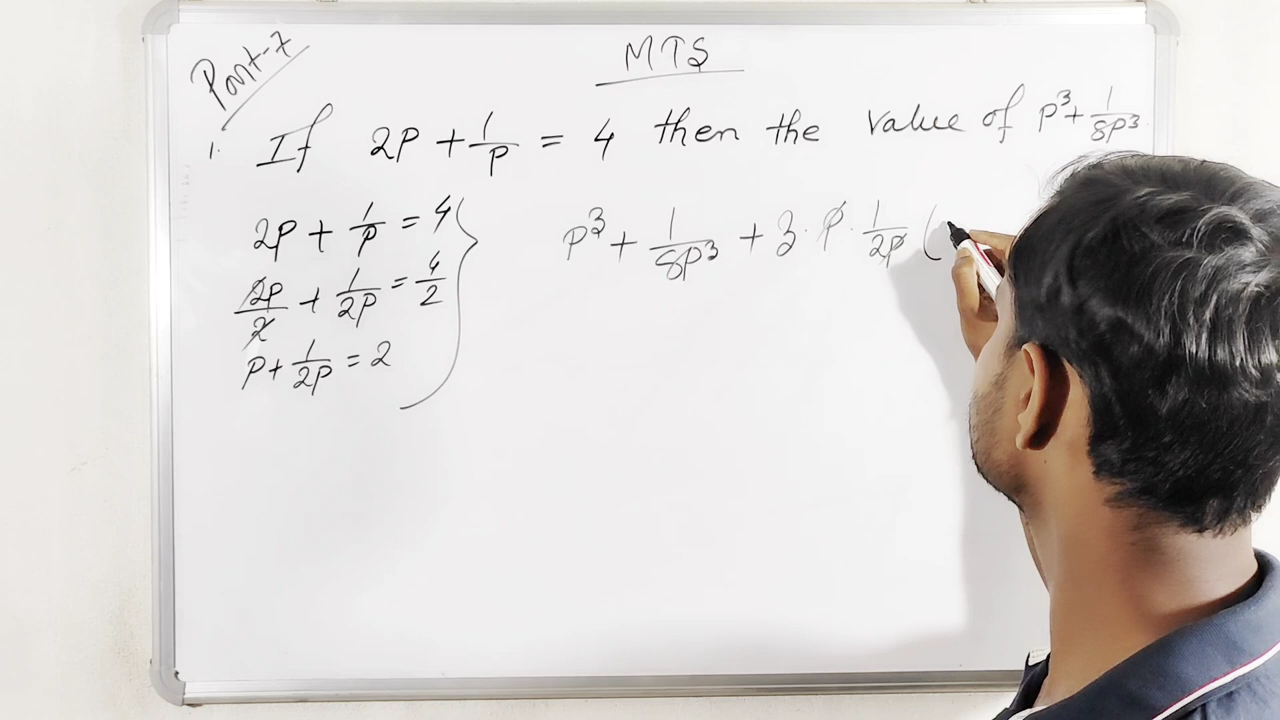 Part-7
MTS
1. If 2P + 1/P = 4 then the value of P³ + 1/8P³
2P + 1/P = 4
2P/2 + 1/2P = 4/2
P + 1/2P = 2
P³ + 1/8P³ + 3·P·1/2P (